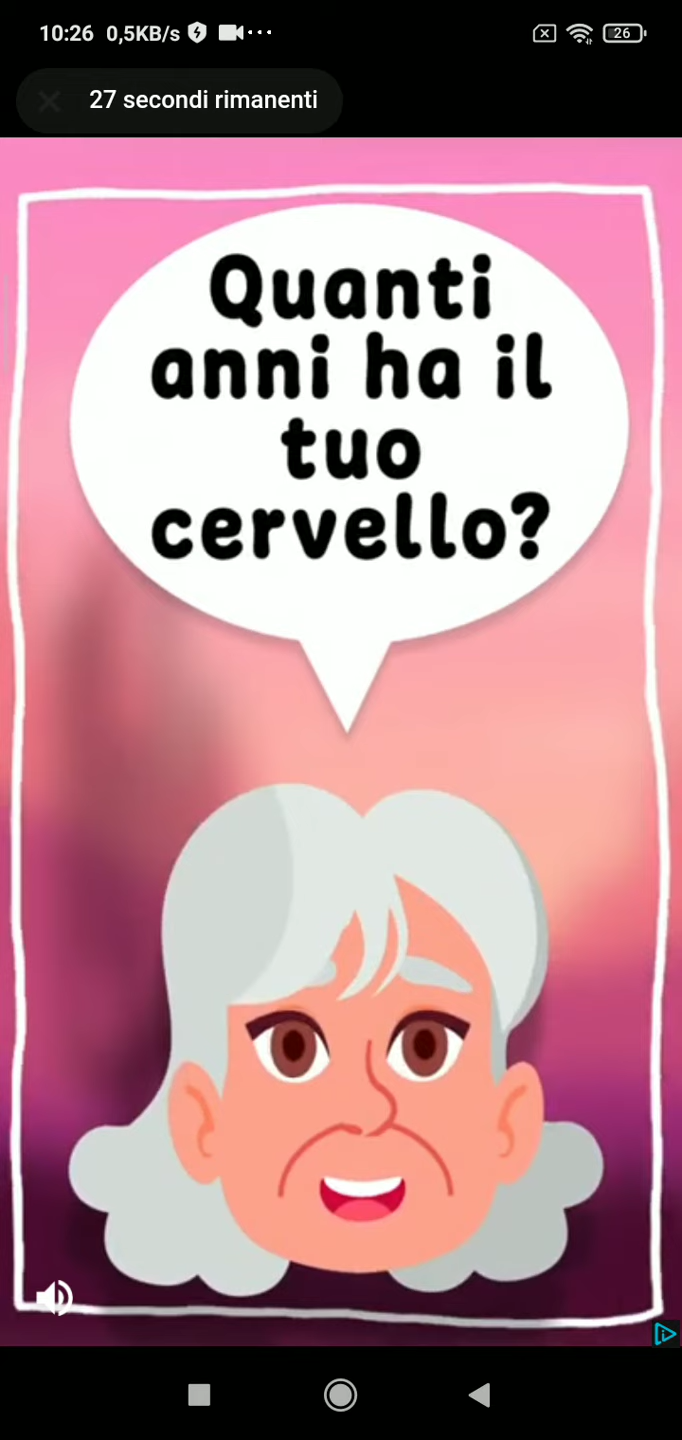 10:26 0,5KB/s 26
27 secondi rimanenti
Quanti
anni ha il
tuo
cervello?